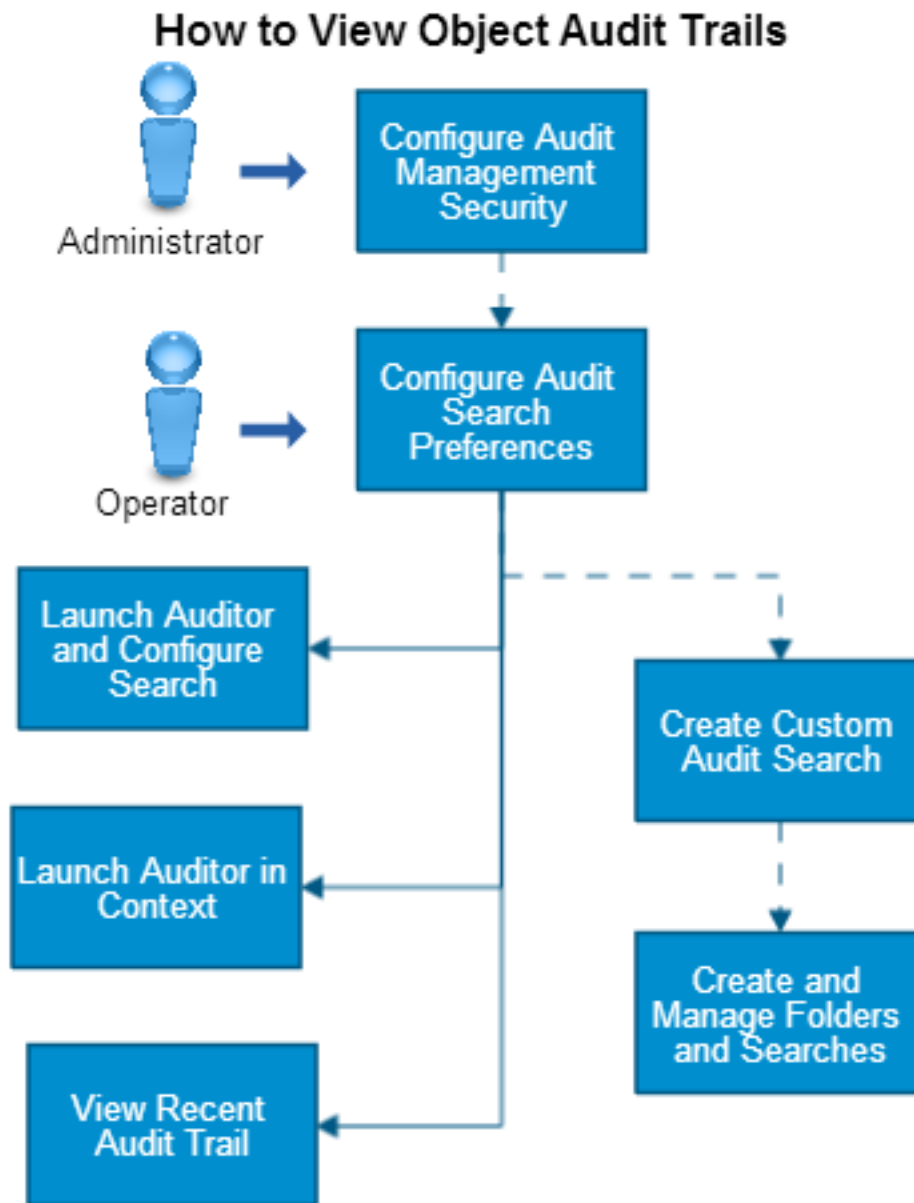 How to View Object Audit Trails
Configure Audit
Management
Security
Administrator
Configure Audit
Search
Preferences
Operator
Launch Auditor
and Configure
Search
Create Custom
Audit Search
Launch Auditor in
Context
Create and
Manage Folders
and Searches
View Recent
Audit Trail